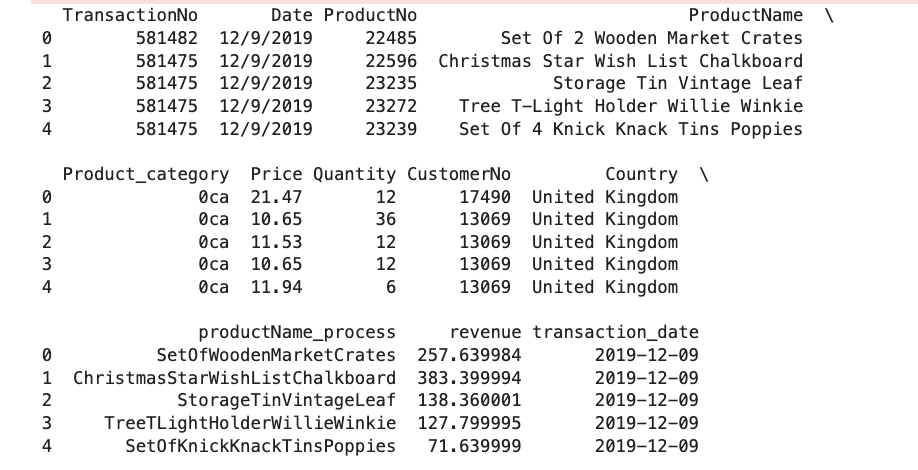 TransactionNo Date ProductNo ProductName \
0 581482 12/9/2019 22485 Set Of 2 Wooden Market Crates
1 581475 12/9/2019 22596 Christmas Star Wish List Chalkboard
2 581475 12/9/2019 23235 Storage Tin Vintage Leaf
3 581475 12/9/2019 23272 Tree T-Light Holder Willie Winkie
4 581475 12/9/2019 23239 Set Of 4 Knick Knack Tins Poppies
Product_category Price Quantity CustomerNo Country \
0 0ca 21.47 12 17490 United Kingdom
1 0ca 10.65 36 13069 United Kingdom
2 0ca 11.53 12 13069 United Kingdom
3 0ca 10.65 12 13069 United Kingdom
4 0ca 11.94 6 13069 United Kingdom
productName_process revenue transaction_date
0 SetOfWoodenMarketCrates 257.639984 2019-12-09
1 ChristmasStarWishListChalkboard 383.399994 2019-12-09
2 StorageTinVintageLeaf 138.360001 2019-12-09
3 TreeTLightHolderWillieWinkie 127.799995 2019-12-09
4 SetOfKnickKnackTinsPoppies 71.639999 2019-12-09